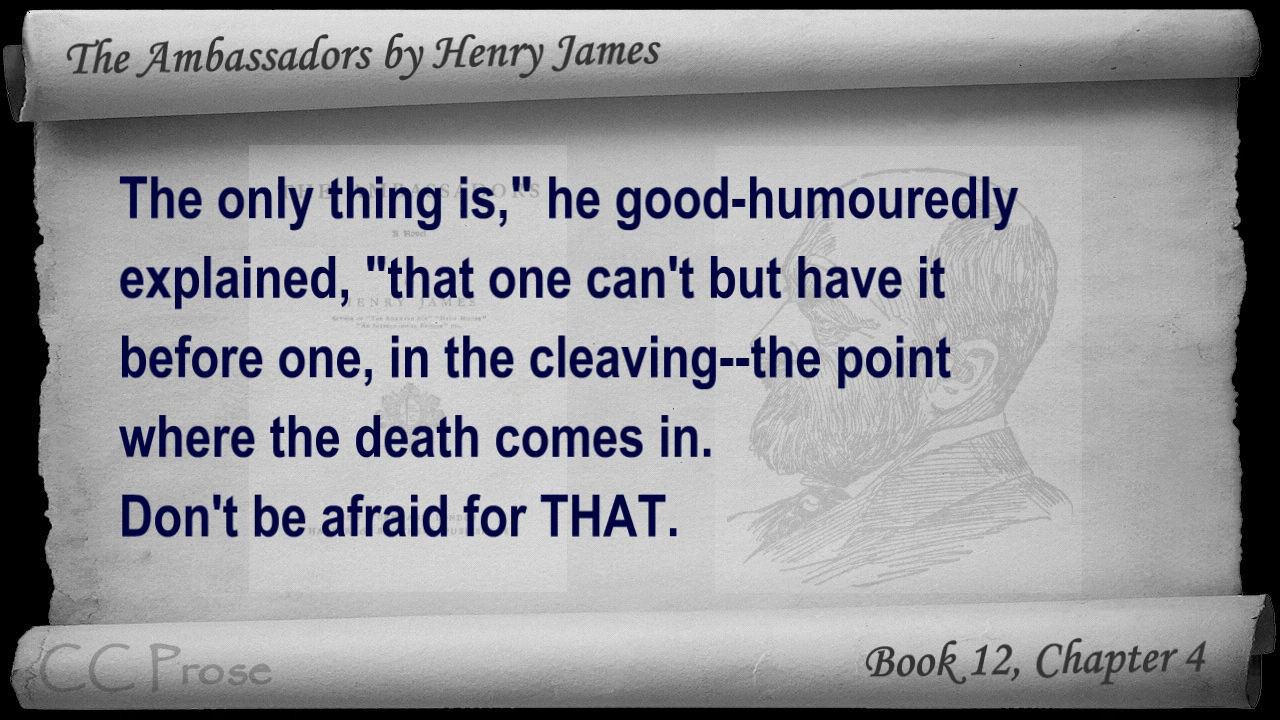 The Ambassadors by Henry James
The only thing is," he good-humouredly
explained, "that one can't but have it
before one, in the cleaving--the point
where the death comes in.
Don't be afraid for THAT.
CC Prose
Book 12, Chapter 4